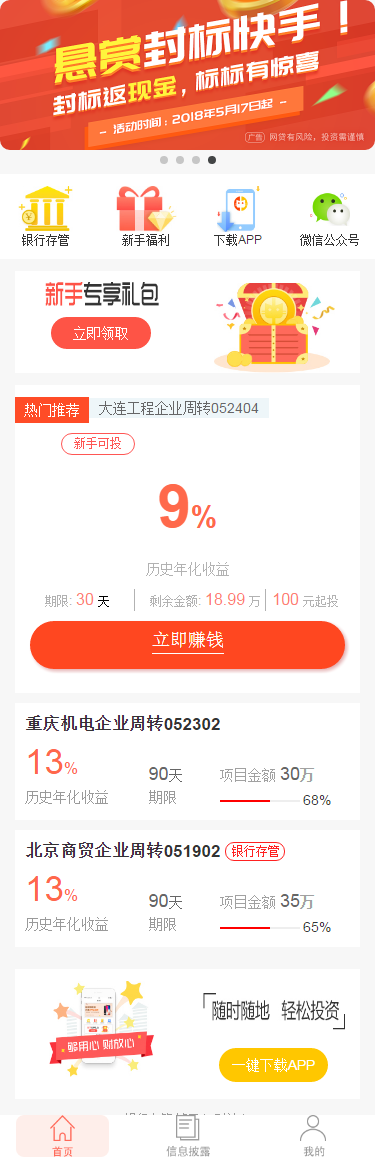 悬赏封标快手！
封标返现金，标标有惊喜
- 活动时间：2018年5月17日起 -
广告 网贷有风险，投资需谨慎
银行存管 新手福利 下载APP 微信公众号
新手专享礼包
立即领取
热门推荐 大连工程企业周转052404
新手可投
9%
历史年化收益
期限: 30 天 剩余金额: 18.99 万 100 元起投
立即赚钱
重庆机电企业周转052302
13% 90天 项目金额 30万
历史年化收益 期限 68%
北京商贸企业周转051902 银行存管
13% 90天 项目金额 35万
历史年化收益 期限 65%
随时随地 轻松投资
够用心 财放心
一键下载APP
首页 信息披露 我的